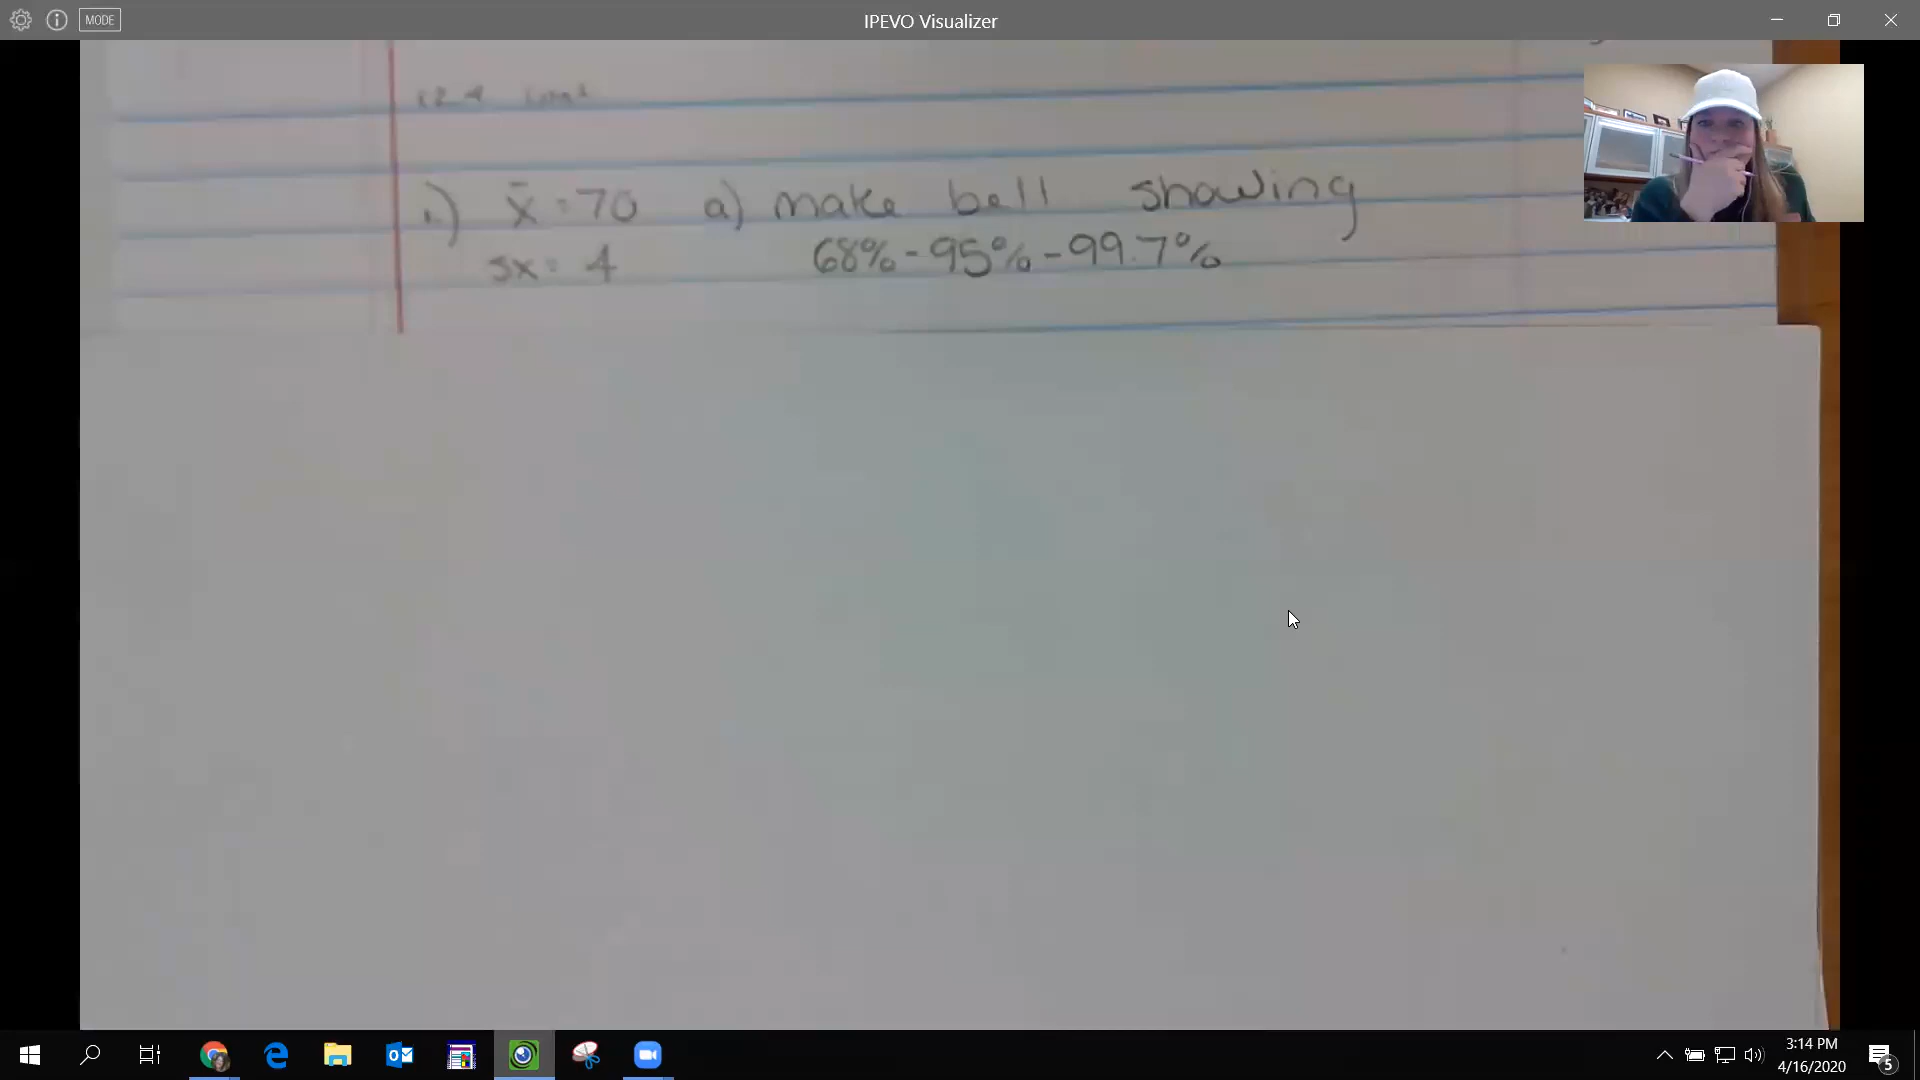 MODE
IPEVO Visualizer
1.) x̄ = 70 a) make bell showing
sx = 4 68% - 95% - 99.7%
3:14 PM
4/16/2020
5